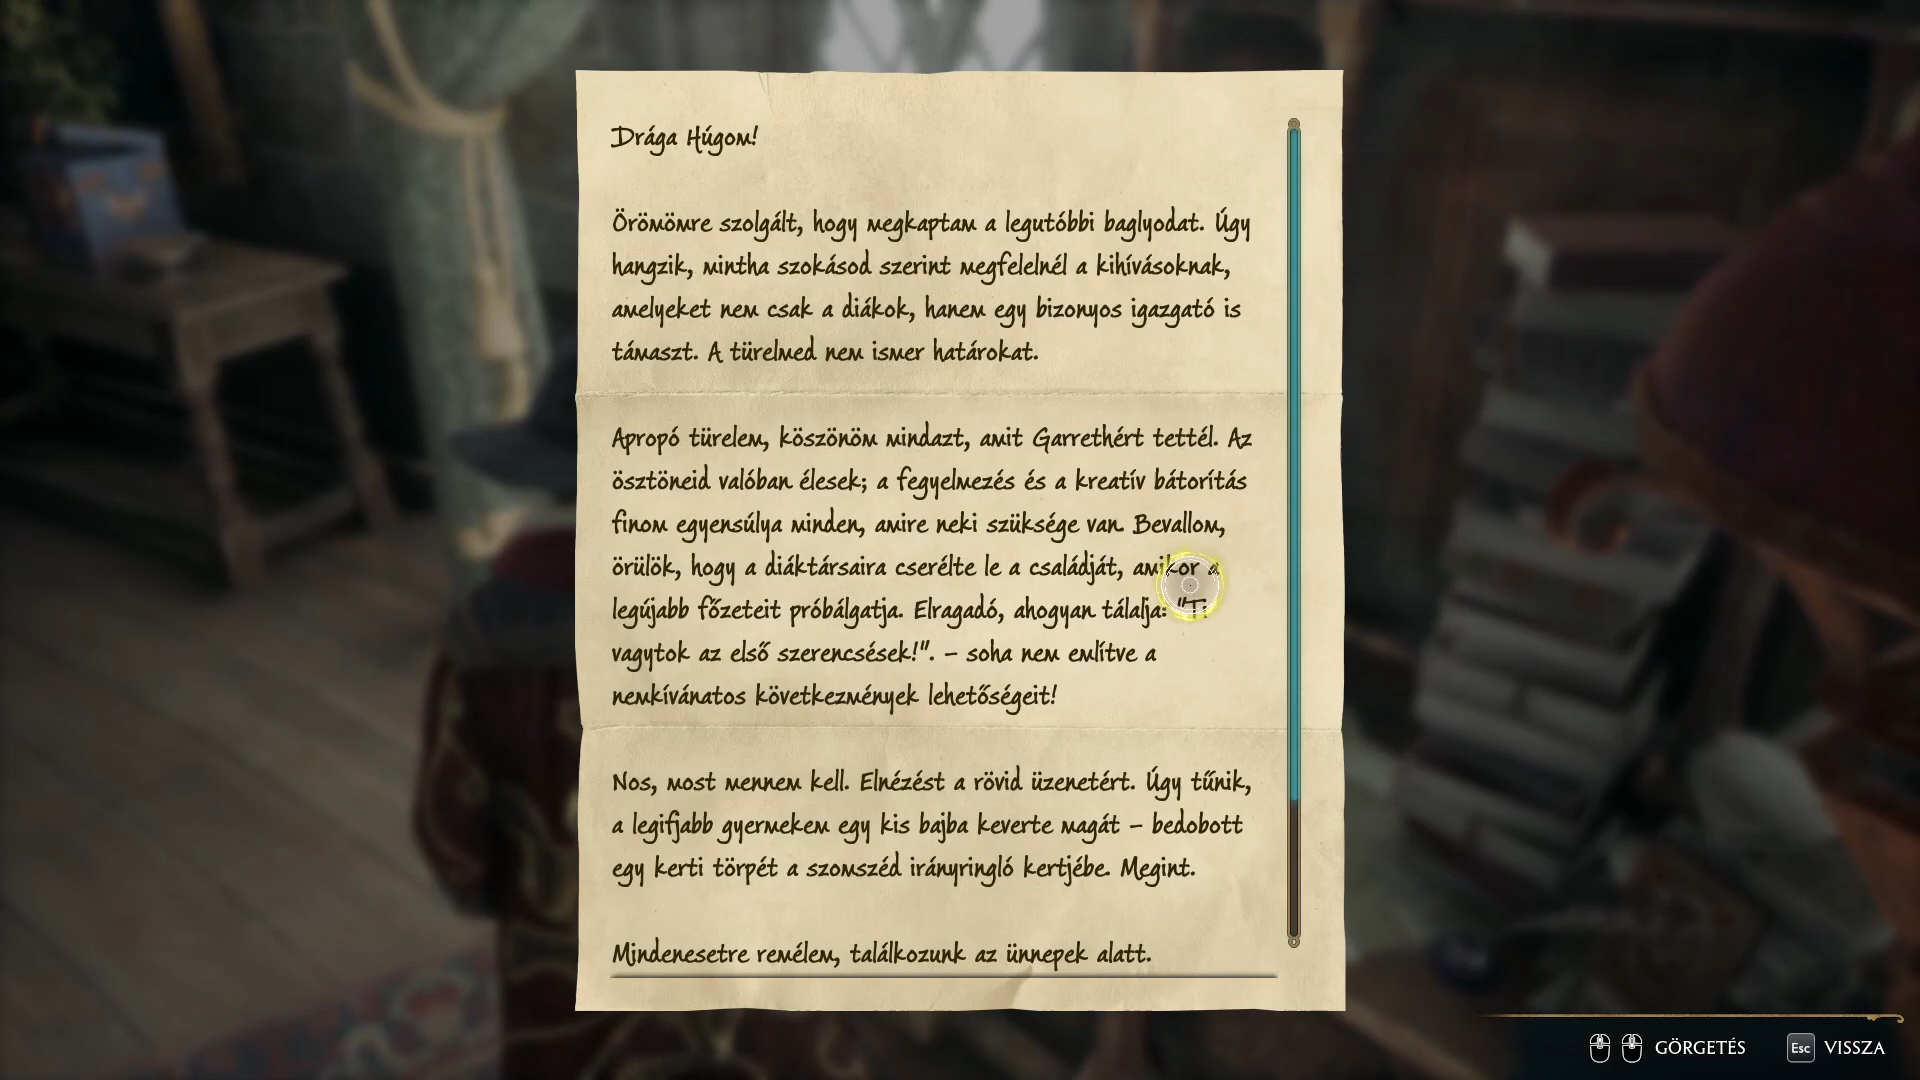 Drága Húgom!
Örömömre szolgált, hogy megkaptam a legutóbbi baglyodat. Úgy
hangzik, mintha szokásod szerint megfelelnél a kihívásoknak,
amelyeket nem csak a diákok, hanem egy bizonyos igazgató is
támaszt. A türelmed nem ismer határokat.
Apropó türelem, köszönöm mindazt, amit Garrethért tettél. Az
ösztöneid valóban élesek; a fegyelmezés és a kreatív bátorítás
finom egyensúlya minden, amire neki szüksége van. Bevallom,
örülök, hogy a diáktársaira cserélte le a családját, amikor a
legújabb főzeteit próbálgatja. Elragadó, ahogyan tálalja: "Ti
vagytok az első szerencsések!". – soha nem említve a
nemkívánatos következmények lehetőségeit!
Nos, most mennem kell. Elnézést a rövid üzenetért. Úgy tűnik,
a legifjabb gyermekem egy kis bajba keverte magát – bedobott
egy kerti törpét a szomszéd irányringló kertjébe. Megint.
Mindenesetre remélem, találkozunk az ünnepek alatt.
GÖRGETÉS
Esc VISSZA